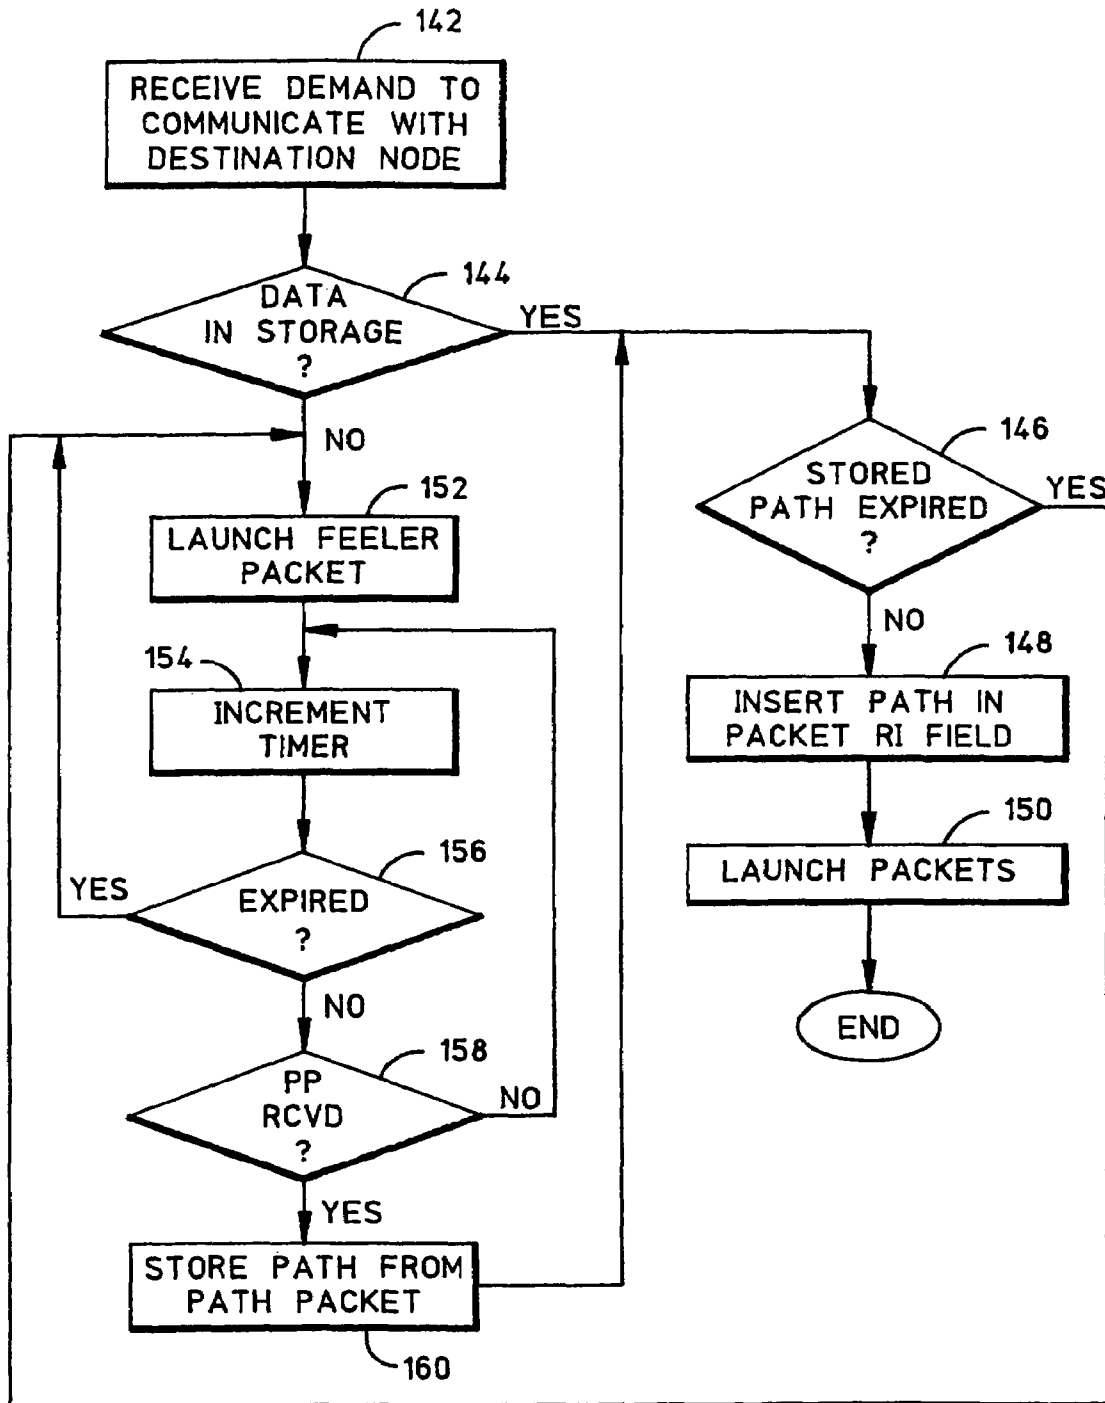 142
RECEIVE DEMAND TO
COMMUNICATE WITH
DESTINATION NODE
144
DATA
IN STORAGE
?
YES
NO
146
STORED
PATH EXPIRED
?
YES
NO
152
LAUNCH FEELER
PACKET
154
INCREMENT
TIMER
148
INSERT PATH IN
PACKET RI FIELD
150
LAUNCH PACKETS
156
EXPIRED
?
YES
NO
END
158
PP
RCVD
?
NO
YES
STORE PATH FROM
PATH PACKET
160